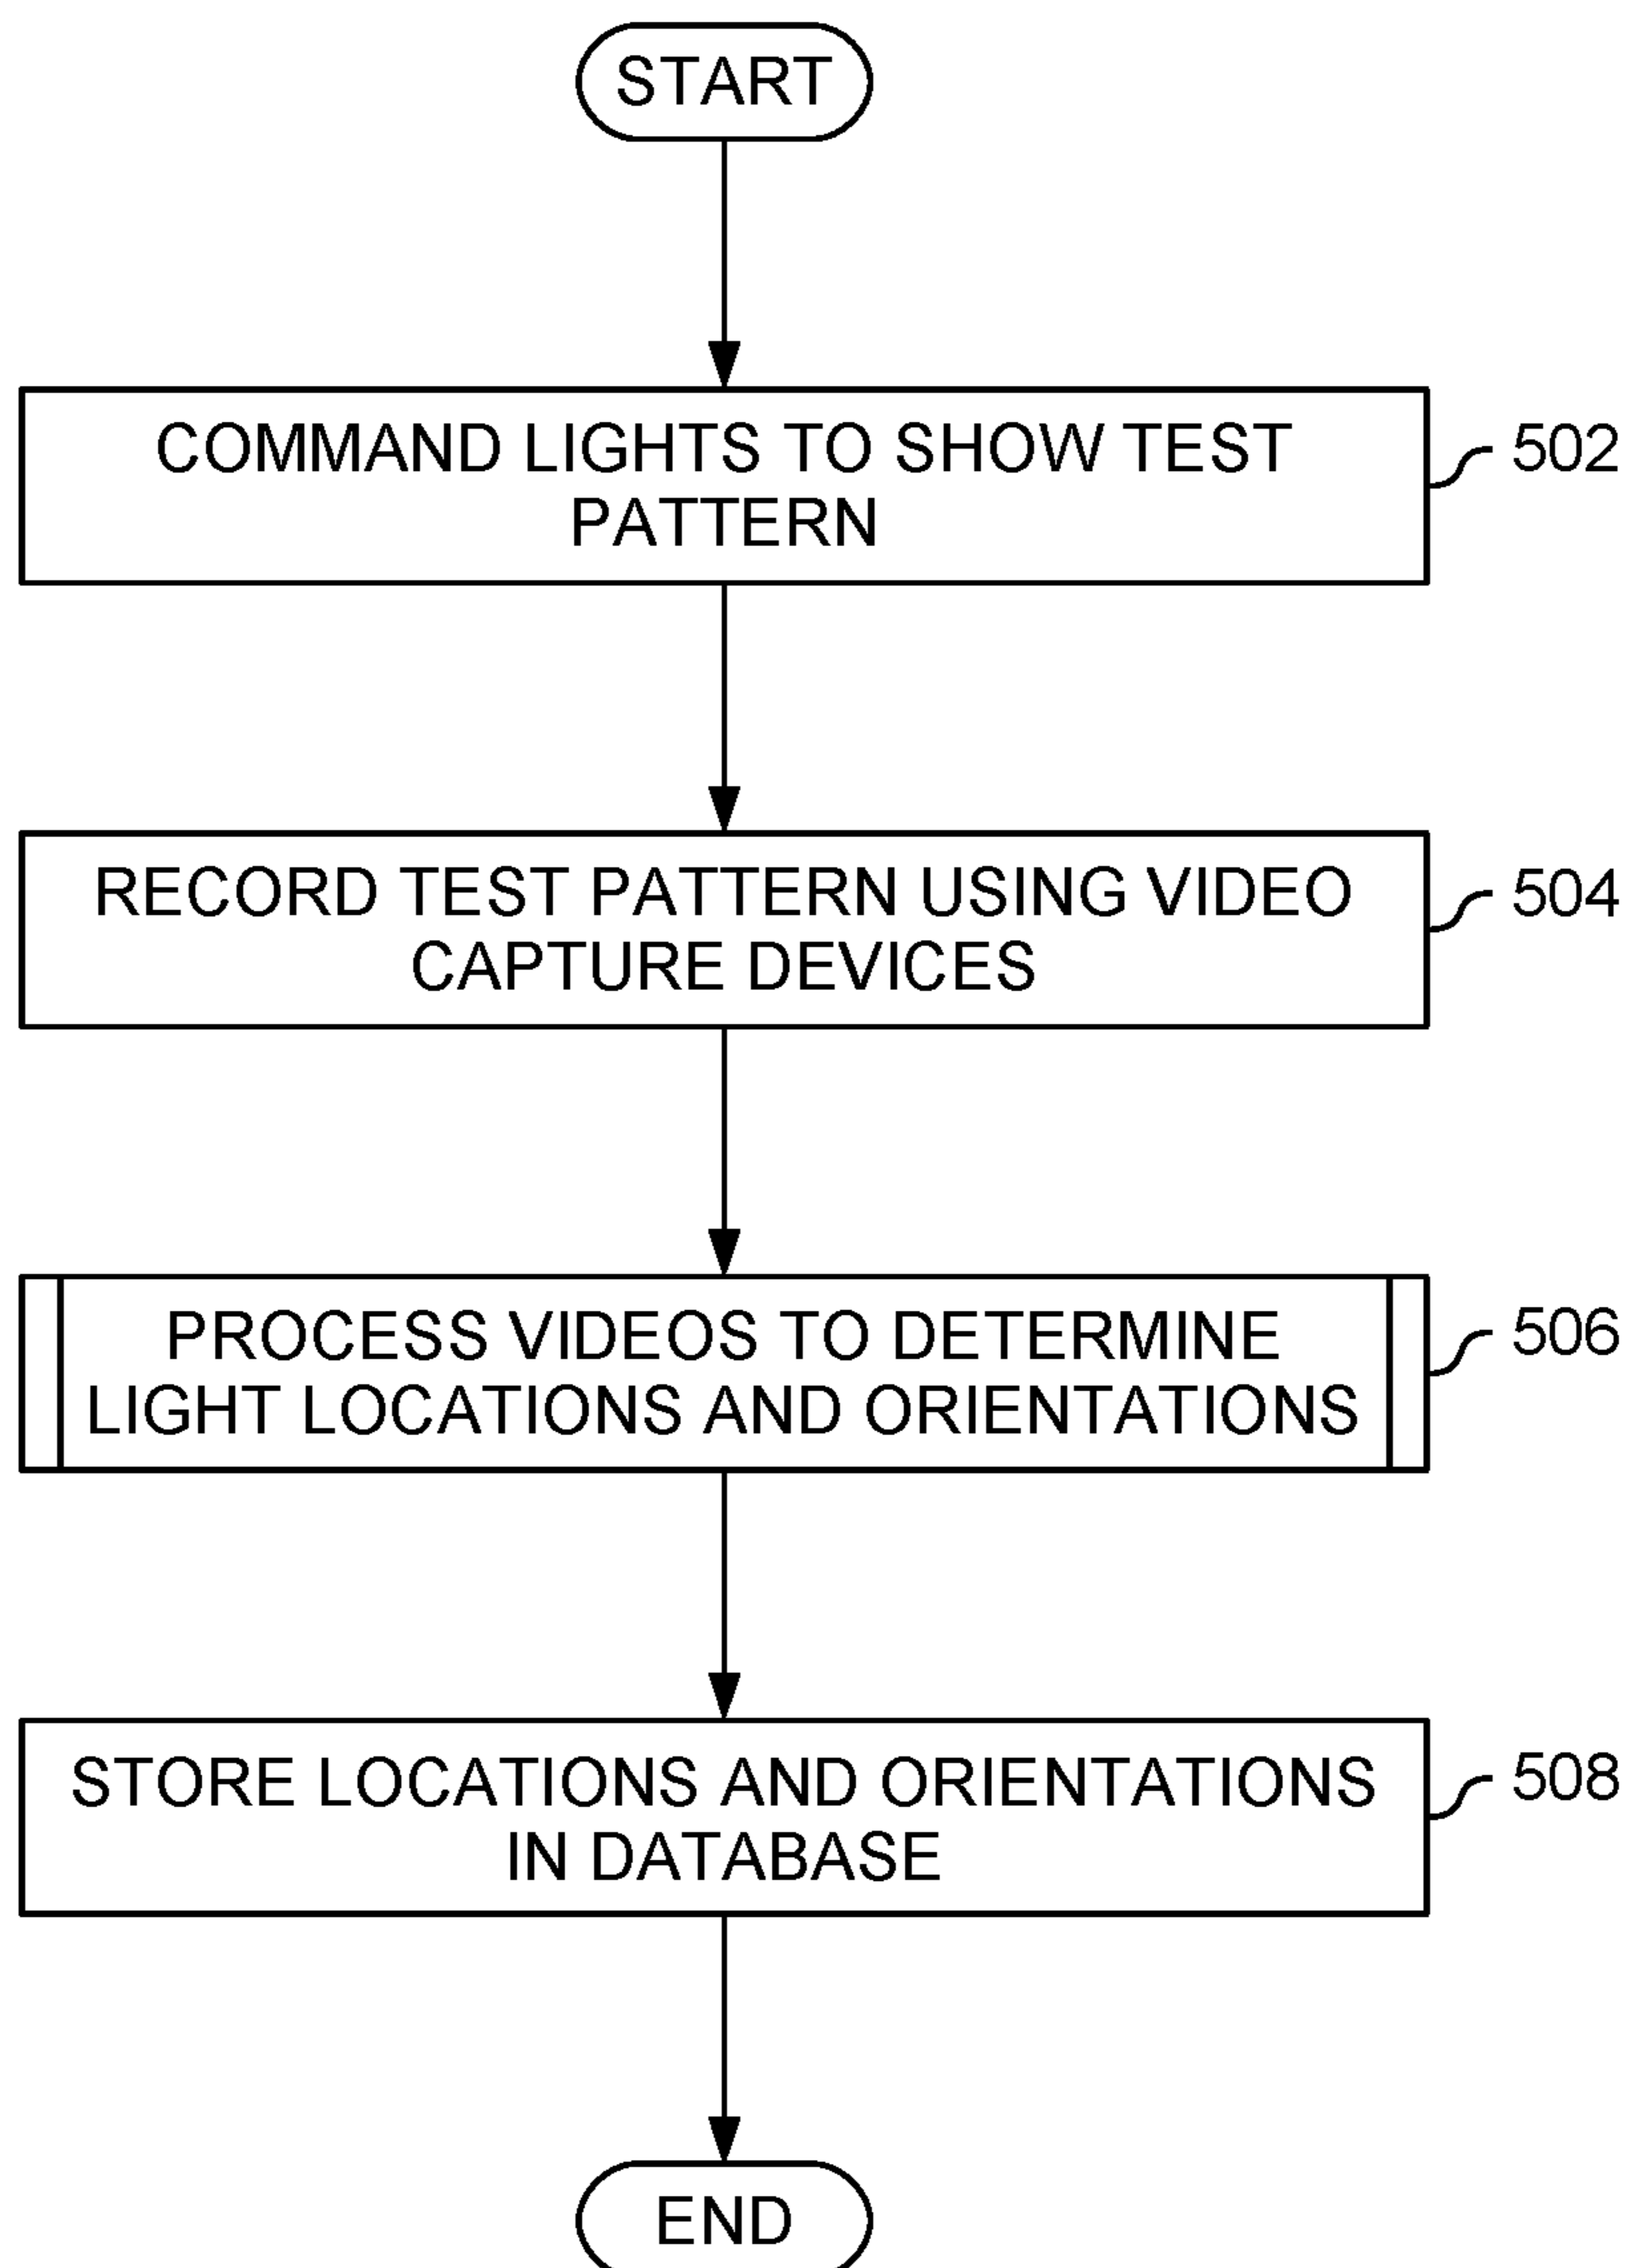 START
COMMAND LIGHTS TO SHOW TEST
PATTERN
502
RECORD TEST PATTERN USING VIDEO
CAPTURE DEVICES
504
PROCESS VIDEOS TO DETERMINE
LIGHT LOCATIONS AND ORIENTATIONS
506
STORE LOCATIONS AND ORIENTATIONS
IN DATABASE
508
END